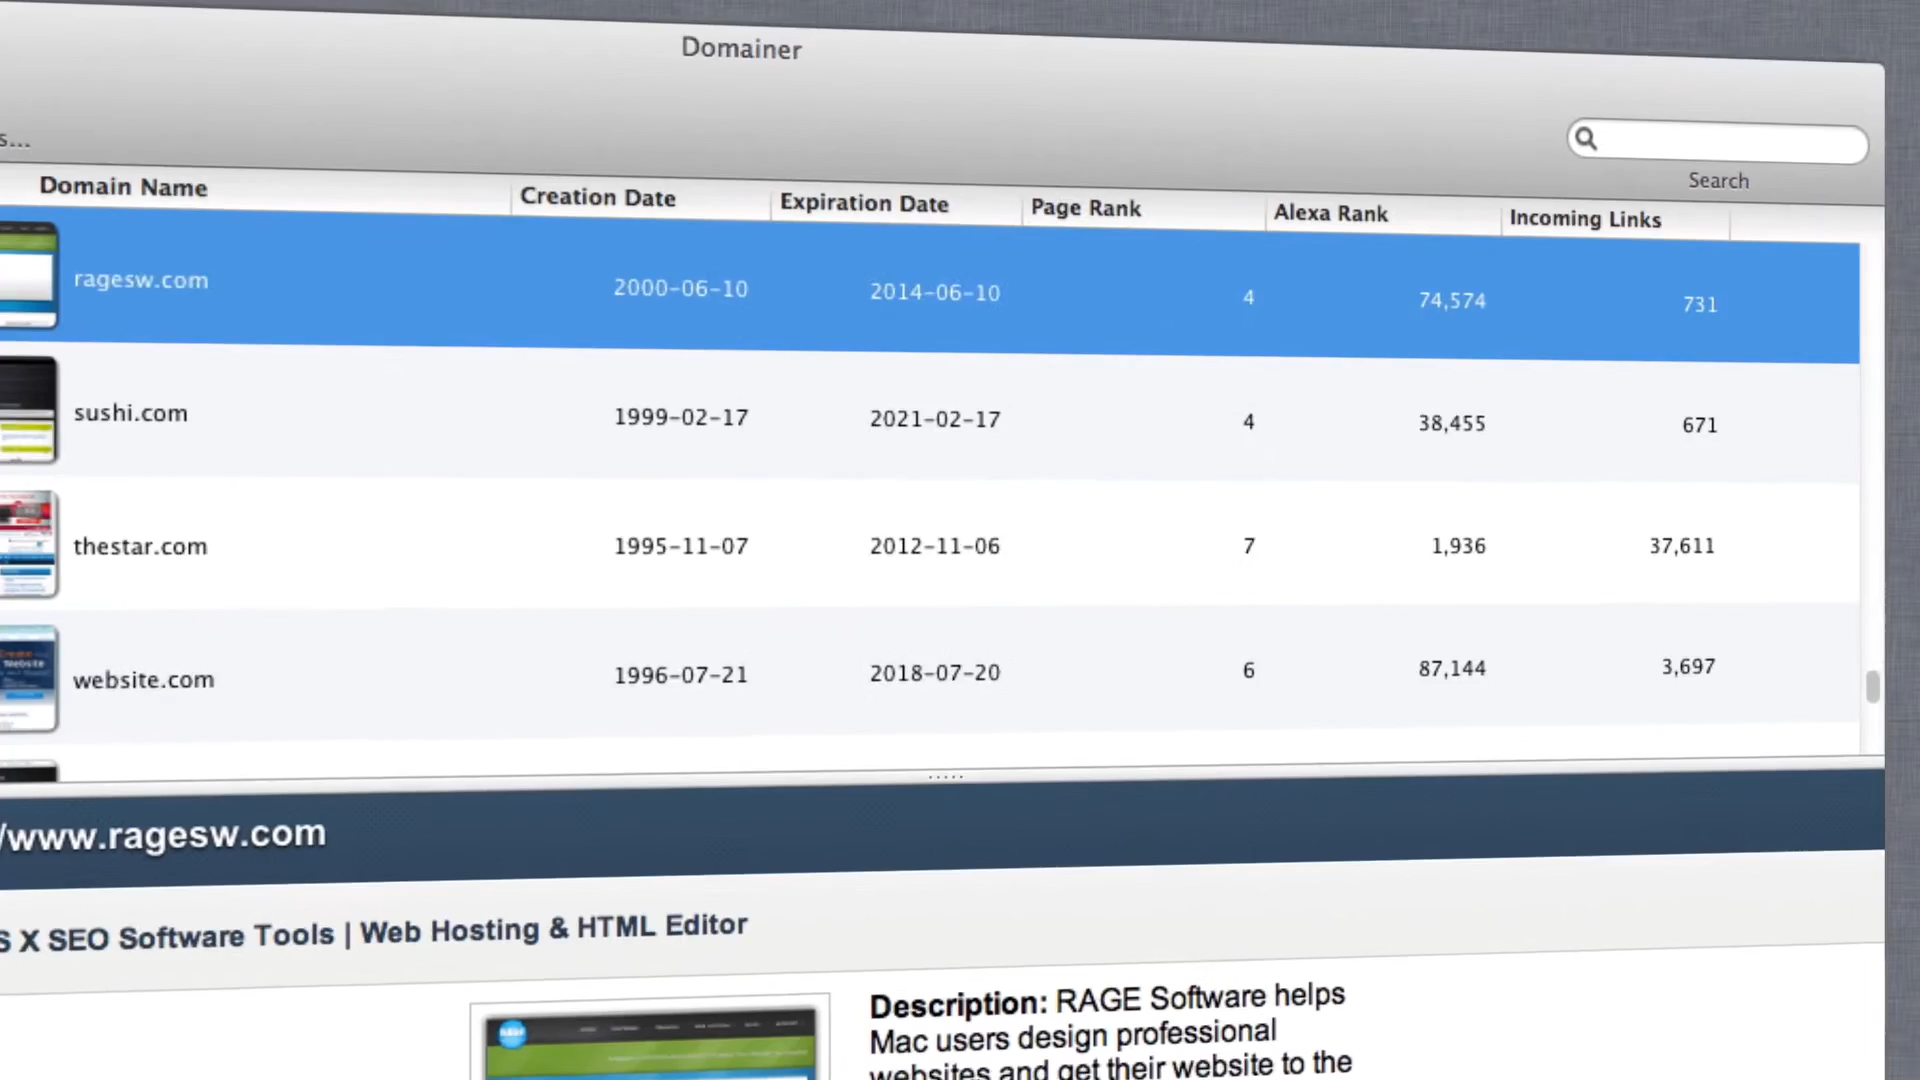 Domainer
s...
Search
Domain Name Creation Date Expiration Date Page Rank Alexa Rank Incoming Links
ragesw.com 2000-06-10 2014-06-10 4 74,574 731
sushi.com 1999-02-17 2021-02-17 4 38,455 671
thestar.com 1995-11-07 2012-11-06 7 1,936 37,611
website.com 1996-07-21 2018-07-20 6 87,144 3,697
/www.ragesw.com
S X SEO Software Tools | Web Hosting & HTML Editor
Description: RAGE Software helps
Mac users design professional
websites and get their website to the